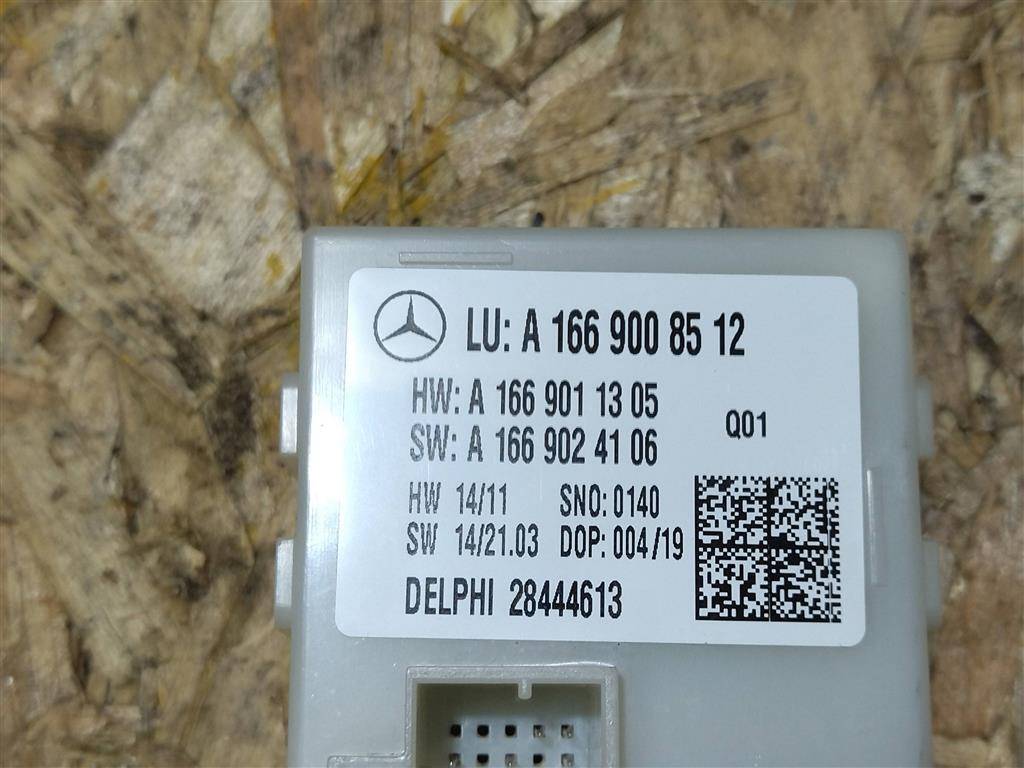 LU: A 166 900 85 12
HW: A 166 901 13 05
SW: A 166 902 41 06
Q01
HW 14/11 SNO: 0140
SW 14/21.03 DOP: 004/19
DELPHI 28444613